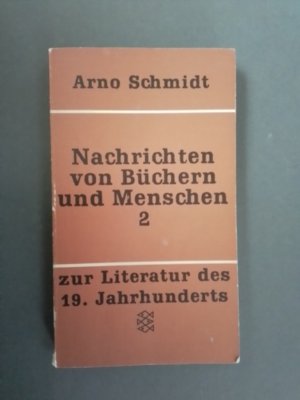 Arno Schmidt
Nachrichten
von Büchern
und Menschen
2
zur Literatur des
19. Jahrhunderts